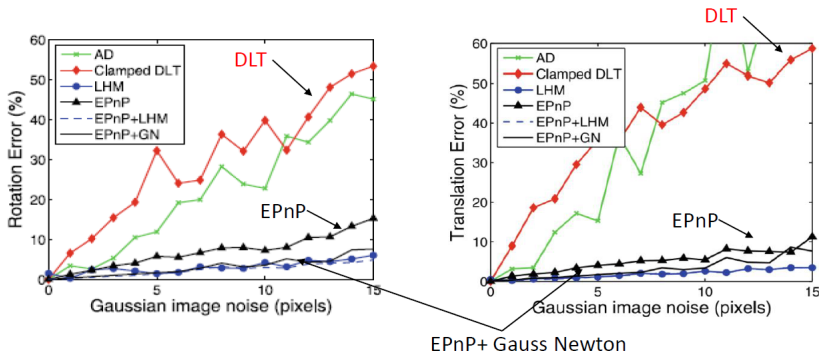 DLT
60
50
40
30
20
10
0
Rotation Error (%)
AD
Clamped DLT
LHM
EPnP
EPnP+LHM
EPnP+GN
DLT
EPnP
0 5 10 15
Gaussian image noise (pixels)
60
50
40
30
20
10
0
Translation Error (%)
AD
Clamped DLT
LHM
EPnP
EPnP+LHM
EPnP+GN
EPnP
0 5 10 15
Gaussian image noise (pixels)
EPnP+ Gauss Newton